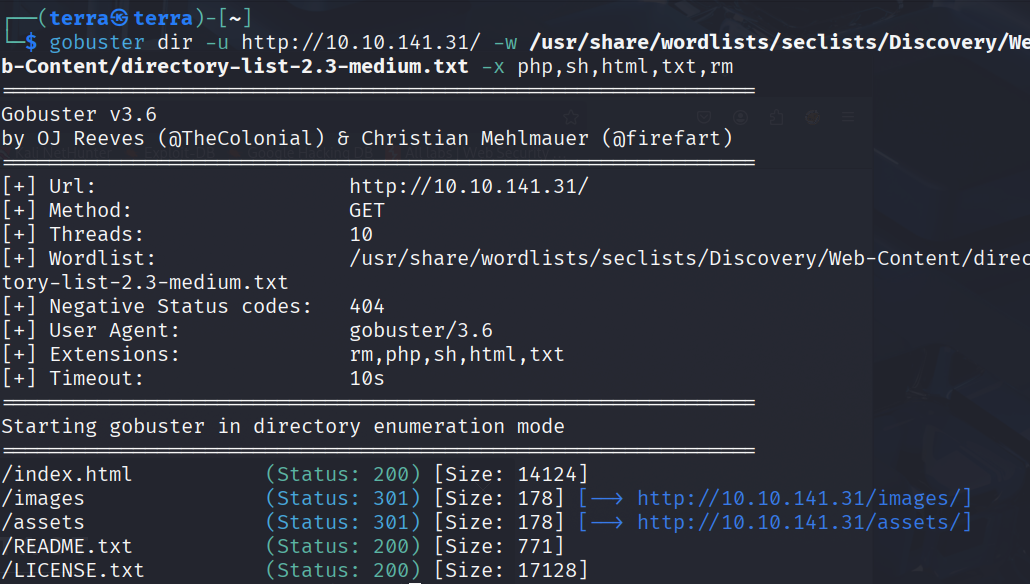 ┌──(terra㉿terra)-[~]
└─$ gobuster dir -u http://10.10.141.31/ -w /usr/share/wordlists/seclists/Discovery/We
b-Content/directory-list-2.3-medium.txt -x php,sh,html,txt,rm
===============================================================
Gobuster v3.6
by OJ Reeves (@TheColonial) & Christian Mehlmauer (@firefart)
===============================================================
[+] Url:                     http://10.10.141.31/
[+] Method:                  GET
[+] Threads:                 10
[+] Wordlist:                /usr/share/wordlists/seclists/Discovery/Web-Content/direc
tory-list-2.3-medium.txt
[+] Negative Status codes:   404
[+] User Agent:              gobuster/3.6
[+] Extensions:              rm,php,sh,html,txt
[+] Timeout:                 10s
===============================================================
Starting gobuster in directory enumeration mode
===============================================================
/index.html           (Status: 200) [Size: 14124]
/images               (Status: 301) [Size: 178] [--> http://10.10.141.31/images/]
/assets               (Status: 301) [Size: 178] [--> http://10.10.141.31/assets/]
/README.txt           (Status: 200) [Size: 771]
/LICENSE.txt          (Status: 200) [Size: 17128]